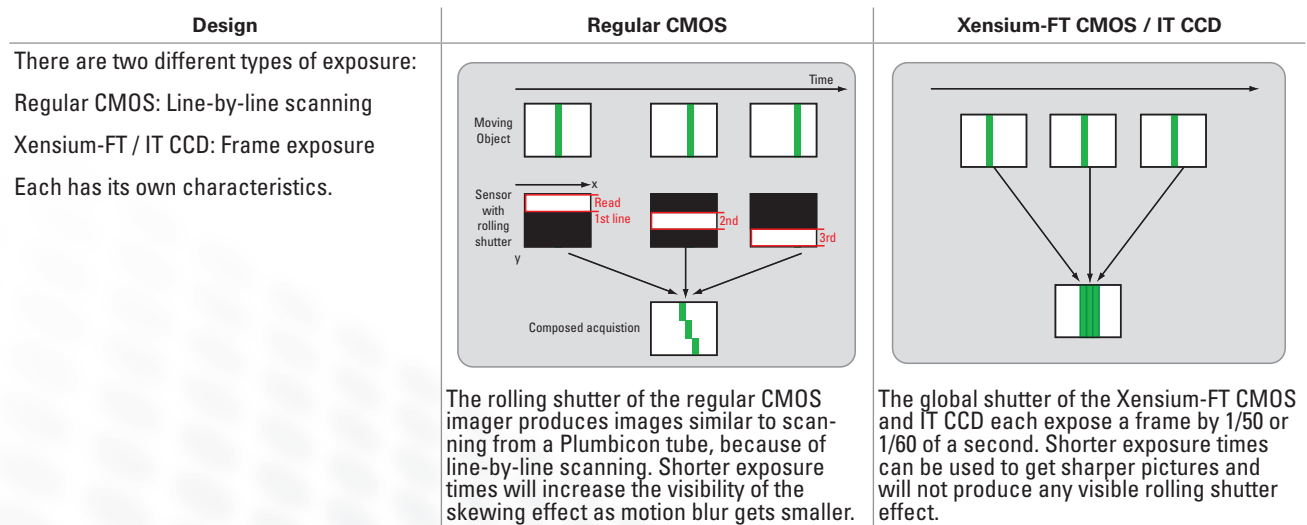 Design
There are two different types of exposure:
Regular CMOS: Line-by-line scanning
Xensium-FT / IT CCD: Frame exposure
Each has its own characteristics.
Regular CMOS
Time
Moving
Object
x
Sensor
with
rolling
shutter
y
Read
1st line
2nd
3rd
Composed acquistion
The rolling shutter of the regular CMOS
imager produces images similar to scan-
ning from a Plumbicon tube, because of
line-by-line scanning. Shorter exposure
times will increase the visibility of the
skewing effect as motion blur gets smaller.
Xensium-FT CMOS / IT CCD
The global shutter of the Xensium-FT CMOS
and IT CCD each expose a frame by 1/50 or
1/60 of a second. Shorter exposure times
can be used to get sharper pictures and
will not produce any visible rolling shutter
effect.